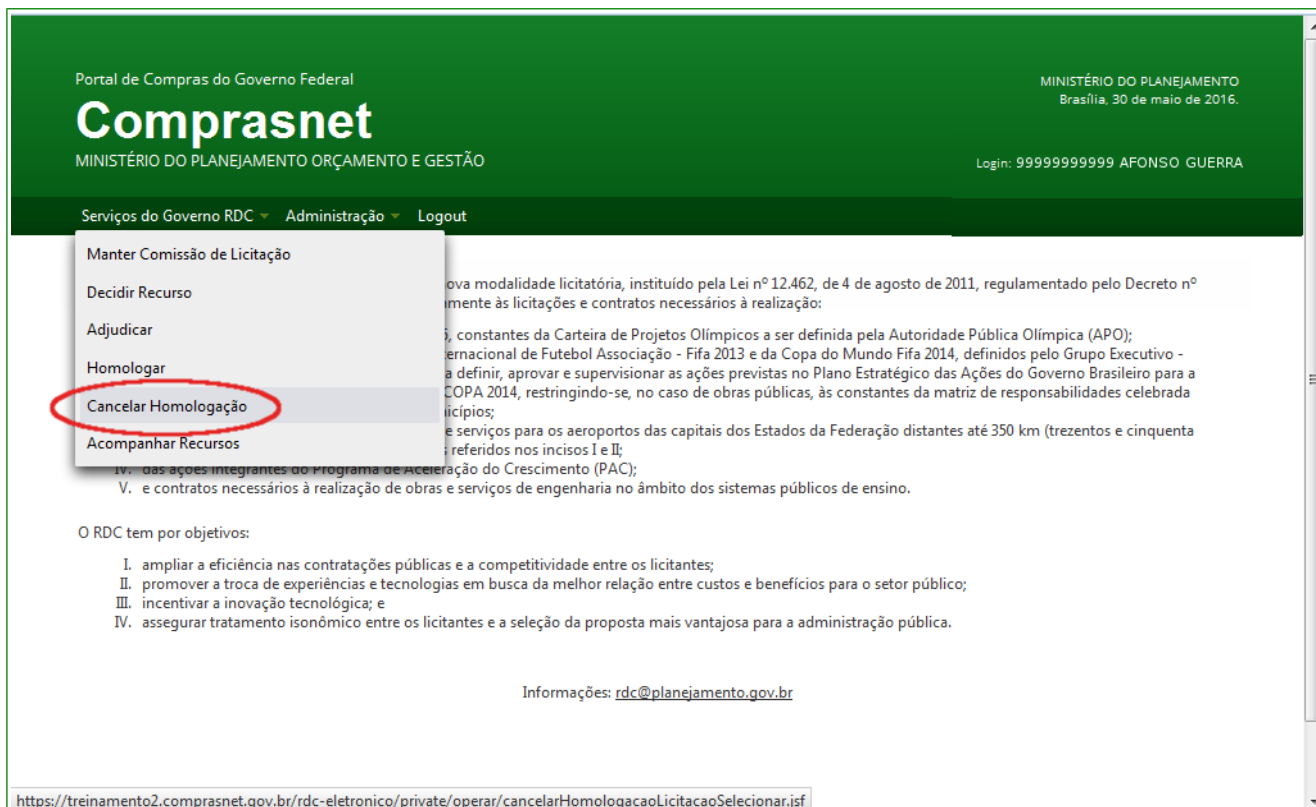 Portal de Compras do Governo Federal
MINISTÉRIO DO PLANEJAMENTO
Brasília, 30 de maio de 2016.
Comprasnet
MINISTÉRIO DO PLANEJAMENTO ORÇAMENTO E GESTÃO
Login: 99999999999 AFONSO GUERRA
Serviços do Governo RDC Administração Logout
Manter Comissão de Licitação
Decidir Recurso
Adjudicar
Homologar
Cancelar Homologação
Acompanhar Recursos
ova modalidade licitatória, instituído pela Lei nº 12.462, de 4 de agosto de 2011, regulamentado pelo Decreto nº
mente às licitações e contratos necessários à realização:
, constantes da Carteira de Projetos Olímpicos a ser definida pela Autoridade Pública Olímpica (APO);
ernacional de Futebol Associação - Fifa 2013 e da Copa do Mundo Fifa 2014, definidos pelo Grupo Executivo -
a definir, aprovar e supervisionar as ações previstas no Plano Estratégico das Ações do Governo Brasileiro para a
COPA 2014, restringindo-se, no caso de obras públicas, às constantes da matriz de responsabilidades celebrada
icípios;
e serviços para os aeroportos das capitais dos Estados da Federação distantes até 350 km (trezentos e cinquenta
referidos nos incisos I e II;
IV. das ações integrantes do Programa de Aceleração do Crescimento (PAC);
V. e contratos necessários à realização de obras e serviços de engenharia no âmbito dos sistemas públicos de ensino.
O RDC tem por objetivos:
I. ampliar a eficiência nas contratações públicas e a competitividade entre os licitantes;
II. promover a troca de experiências e tecnologias em busca da melhor relação entre custos e benefícios para o setor público;
III. incentivar a inovação tecnológica; e
IV. assegurar tratamento isonômico entre os licitantes e a seleção da proposta mais vantajosa para a administração pública.
Informações: rdc@planejamento.gov.br
https://treinamento2.comprasnet.gov.br/rdc-eletronico/private/operar/cancelarHomologacaoLicitacaoSelecionar.jsf